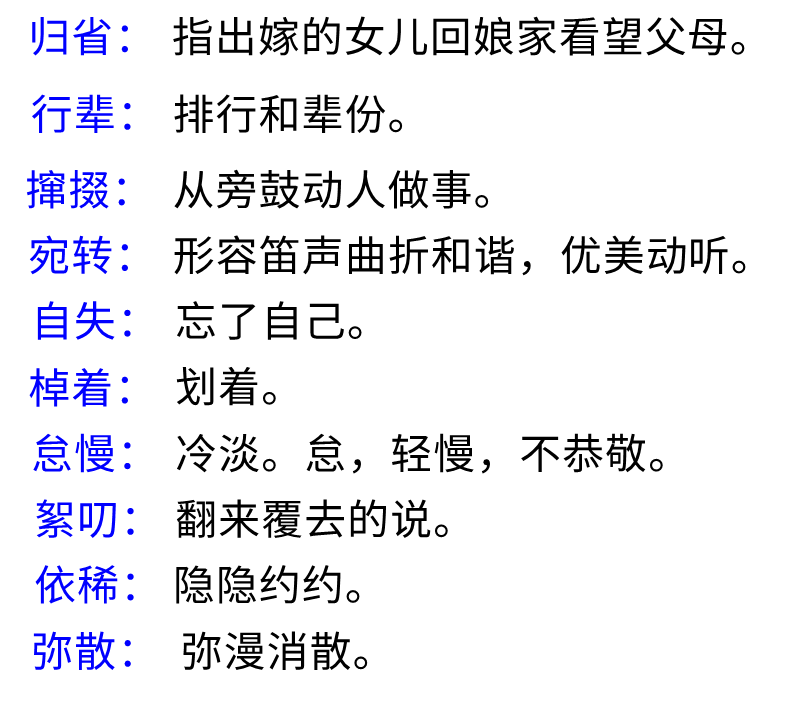 归省： 指出嫁的女儿回娘家看望父母。
行辈： 排行和辈份。
撺掇： 从旁鼓动人做事。
宛转： 形容笛声曲折和谐，优美动听。
自失： 忘了自己。
棹着： 划着。
怠慢： 冷淡。怠，轻慢，不恭敬。
絮叨： 翻来覆去的说。
依稀： 隐隐约约。
弥散： 弥漫消散。